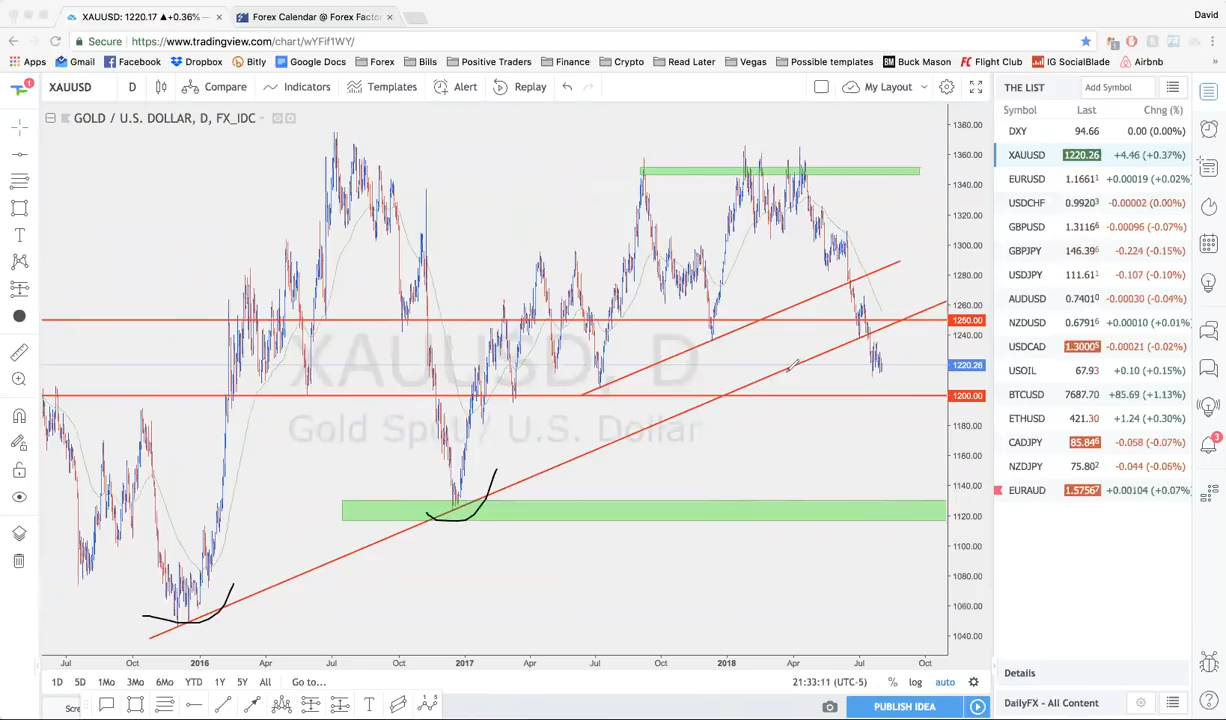 XAUUSD: 1220.17 ▲+0.36%
Forex Calendar @ Forex Facto
David
Secure https://www.tradingview.com/chart/wYFif1WY/
Apps Gmail Facebook Dropbox Bitly Google Docs Forex Bills Positive Traders Finance Crypto Read Later Vegas Possible templates BM Buck Mason Flight Club IG SocialBlade Airbnb
XAUUSD D Compare Indicators Templates Alert Replay My Layout
THE LIST Add Symbol
Symbol Last Chng (%)
GOLD / U.S. DOLLAR, D, FX_IDC
DXY 94.66 0.00 (0.00%)
XAUUSD 1220.26 +4.46 (+0.37%)
EURUSD 1.1661¹ +0.00019 (+0.02%)
USDCHF 0.9920³ -0.00002 (0.00%)
GBPUSD 1.3116⁶ -0.00096 (-0.07%)
GBPJPY 146.39⁶ -0.224 (-0.15%)
USDJPY 111.61¹ -0.107 (-0.10%)
AUDUSD 0.7401⁰ -0.00030 (-0.04%)
NZDUSD 0.6791⁶ +0.00010 (+0.01%)
USDCAD 1.3000⁵ -0.00021 (-0.02%)
USOIL 67.93 +0.10 (+0.15%)
BTCUSD 7687.70 +85.69 (+1.13%)
ETHUSD 421.30 +1.24 (+0.30%)
CADJPY 85.84⁶ -0.058 (-0.07%)
NZDJPY 75.80² -0.044 (-0.06%)
EURAUD 1.5756⁷ +0.00104 (+0.07%)
1360.00
1360.00
1340.00
1320.00
1300.00
1280.00
1260.00
1250.00
1240.00
1220.26
1200.00
1180.00
1160.00
1140.00
1120.00
1100.00
1080.00
1060.00
1040.00
XAUUSD, D
Gold Spot / U.S. Dollar
Jul Oct 2016 Apr Jul Oct 2017 Apr Jul Oct 2018 Apr Jul Oct
1D 5D 1Mo 3Mo 6Mo YTD 1Y 5Y All Go to... 21:33:11 (UTC-5) % log auto
Details
Scre
PUBLISH IDEA
DailyFX - All Content
1
3